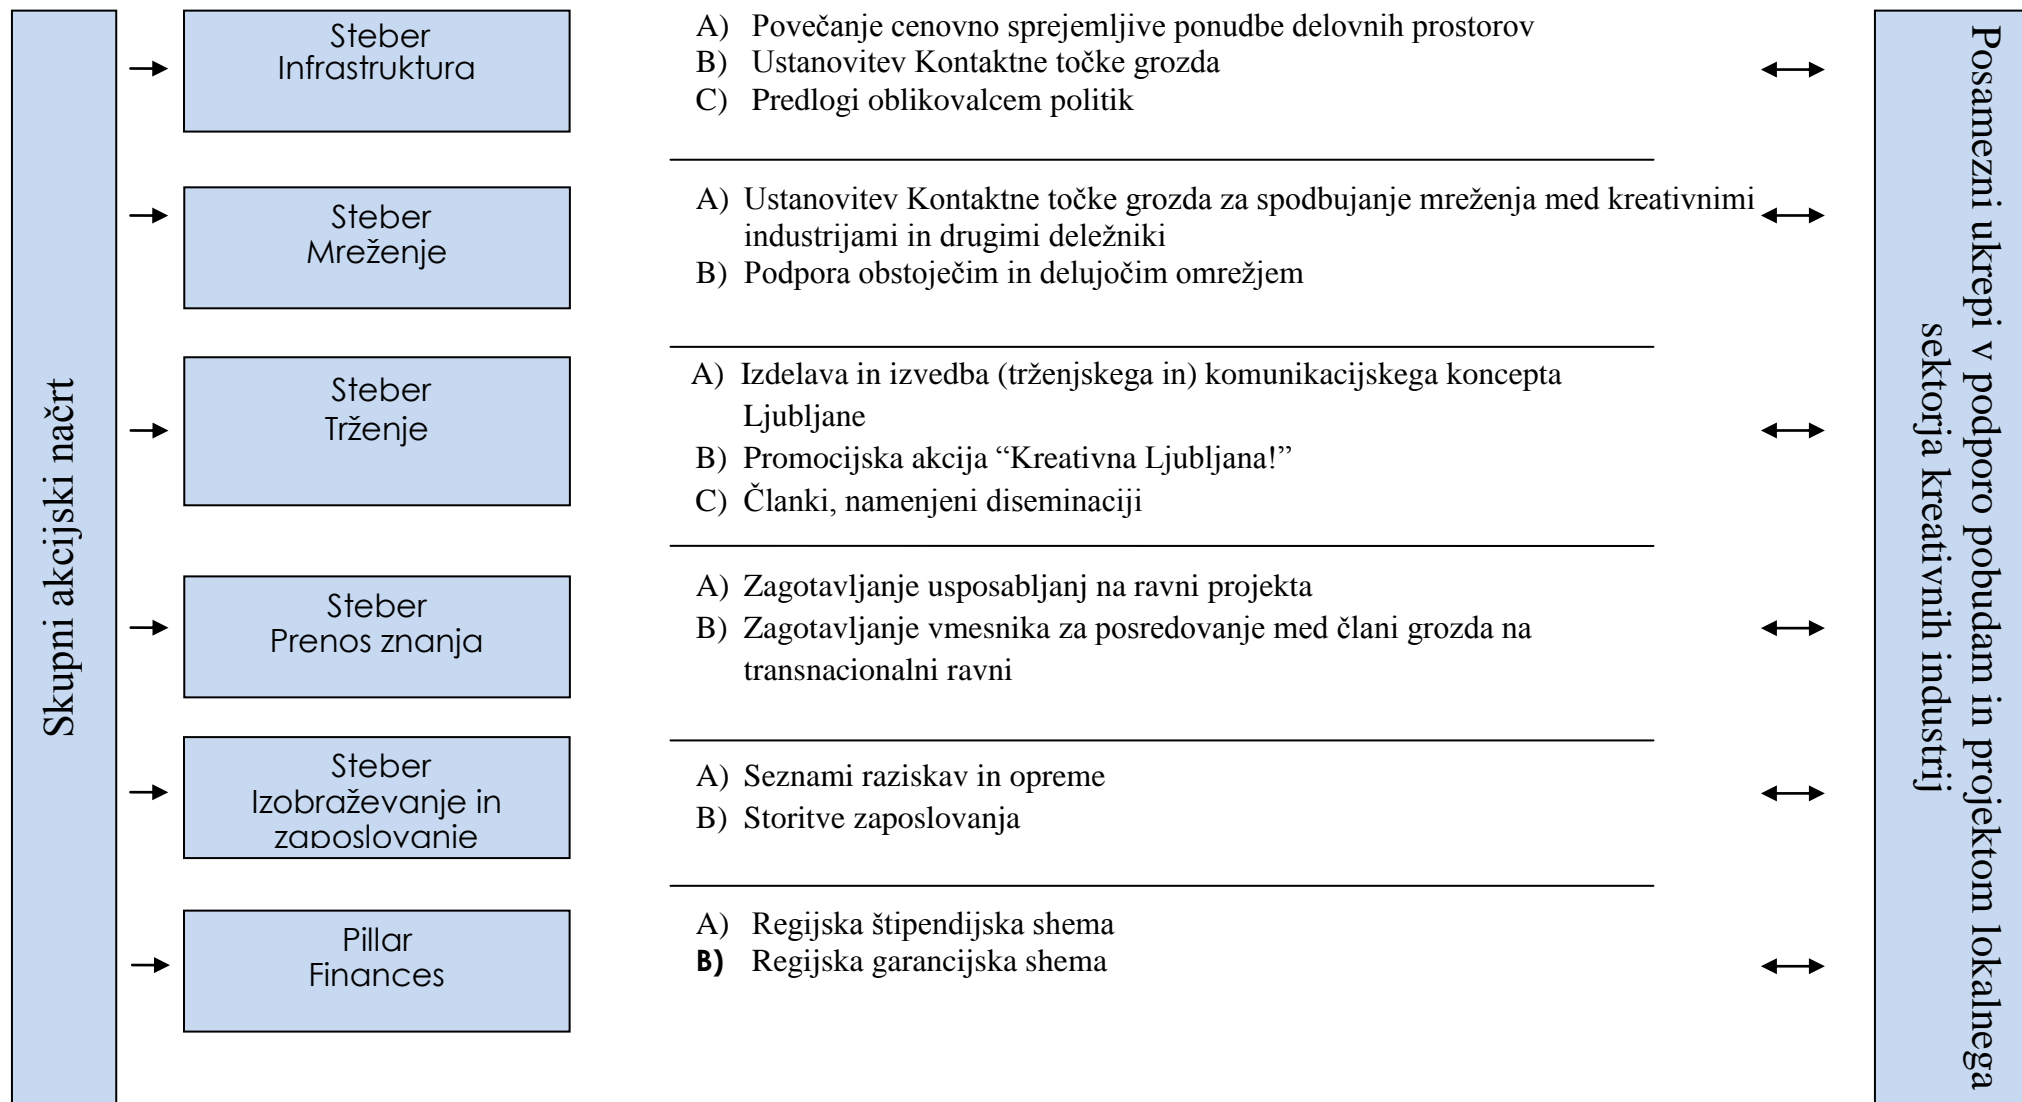 Skupni akcijski načrt
Steber
Infrastruktura
A) Povečanje cenovno sprejemljive ponudbe delovnih prostorov
B) Ustanovitev Kontaktne točke grozda
C) Predlogi oblikovalcem politik
Steber
Mreženje
A) Ustanovitev Kontaktne točke grozda za spodbujanje mreženja med kreativnimi
industrijami in drugimi deležniki
B) Podpora obstoječim in delujočim omrežjem
Steber
Trženje
A) Izdelava in izvedba (trženjskega in) komunikacijskega koncepta
Ljubljane
B) Promocijska akcija “Kreativna Ljubljana!”
C) Članki, namenjeni diseminaciji
Steber
Prenos znanja
A) Zagotavljanje usposabljanj na ravni projekta
B) Zagotavljanje vmesnika za posredovanje med člani grozda na
transnacionalni ravni
Steber
Izobraževanje in
zaposlovanje
A) Seznami raziskav in opreme
B) Storitve zaposlovanja
Pillar
Finances
A) Regijska štipendijska shema
B) Regijska garancijska shema
Posamezni ukrepi v podporo pobudam in projektom lokalnega
sektorja kreativnih industrij